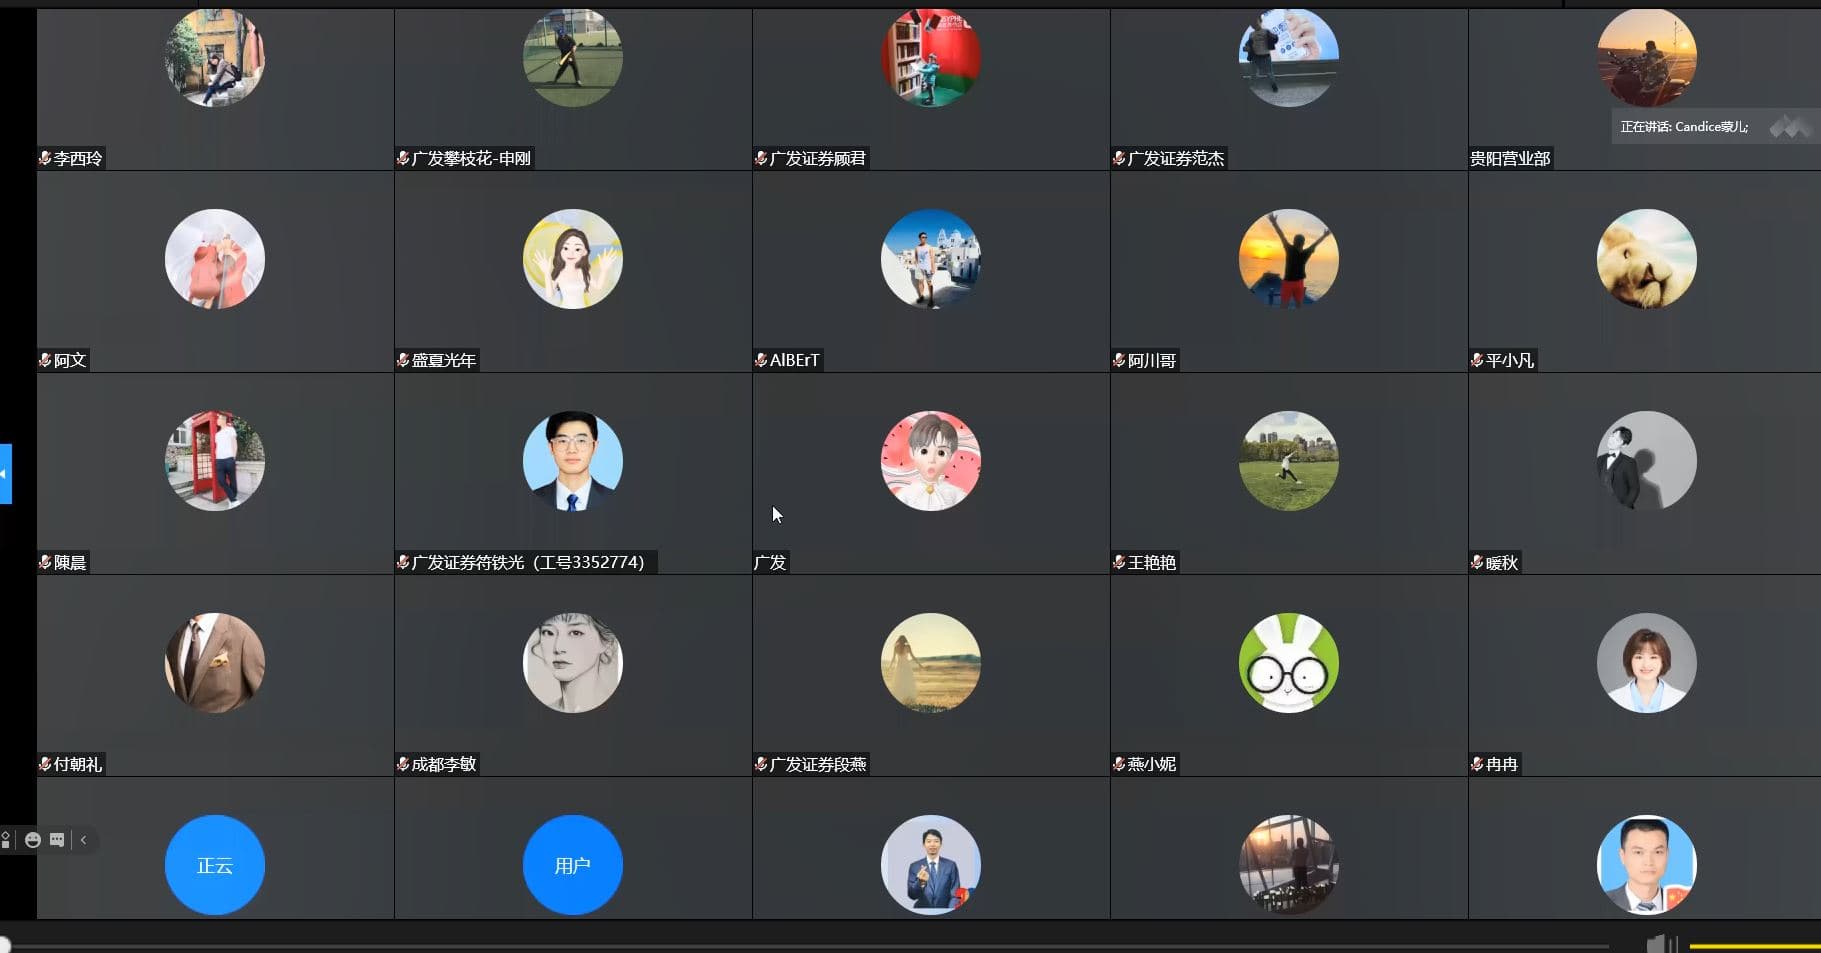 正在讲话: Candice蒙儿;
李西玲
广发攀枝花-申刚
广发证券顾君
广发证券范杰
贵阳营业部
阿文
盛夏光年
AlBErT
阿川哥
平小凡
陳晨
广发证券符铁光（工号3352774）
广发
王艳艳
暖秋
付朝礼
成都李敏
广发证券段燕
燕小妮
冉冉
正云
用户